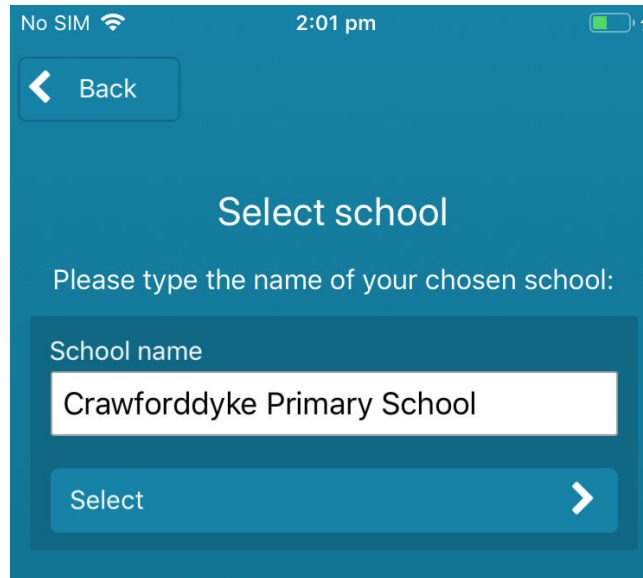 No SIM 2:01 pm
Back
Select school
Please type the name of your chosen school:
School name
Crawforddyke Primary School
Select